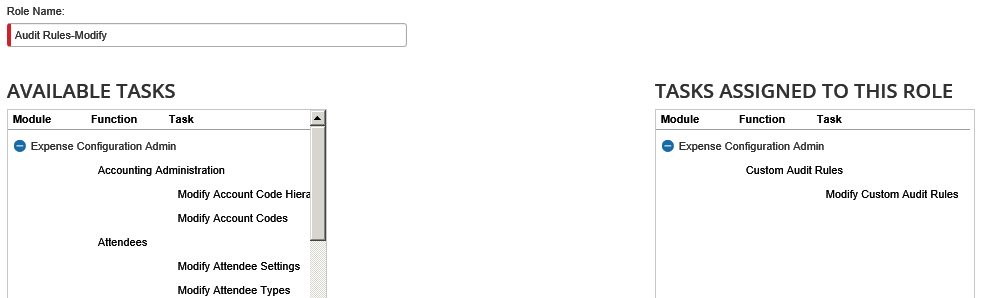 Role Name:
Audit Rules-Modify
AVAILABLE TASKS
Module Function Task
Expense Configuration Admin
Accounting Administration
Modify Account Code Hiera
Modify Account Codes
Attendees
Modify Attendee Settings
Modify Attendee Types
TASKS ASSIGNED TO THIS ROLE
Module Function Task
Expense Configuration Admin
Custom Audit Rules
Modify Custom Audit Rules